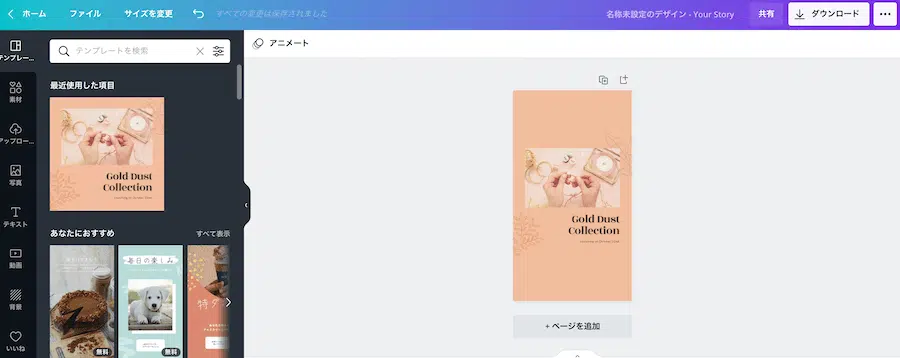 ホーム
ファイル
サイズを変更
すべての変更は保存されました
名称未設定のデザイン - Your Story
共有
ダウンロード
テンプレー...
テンプレートを検索
アニメート
素材
最近使用した項目
アップロー...
写真
Gold Dust
Collection
テキスト
あなたにおすすめ
すべて表示
動画
毎日の楽しみ
背景
無料
無料
いいね
Gold Dust
Collection
+ ページを追加